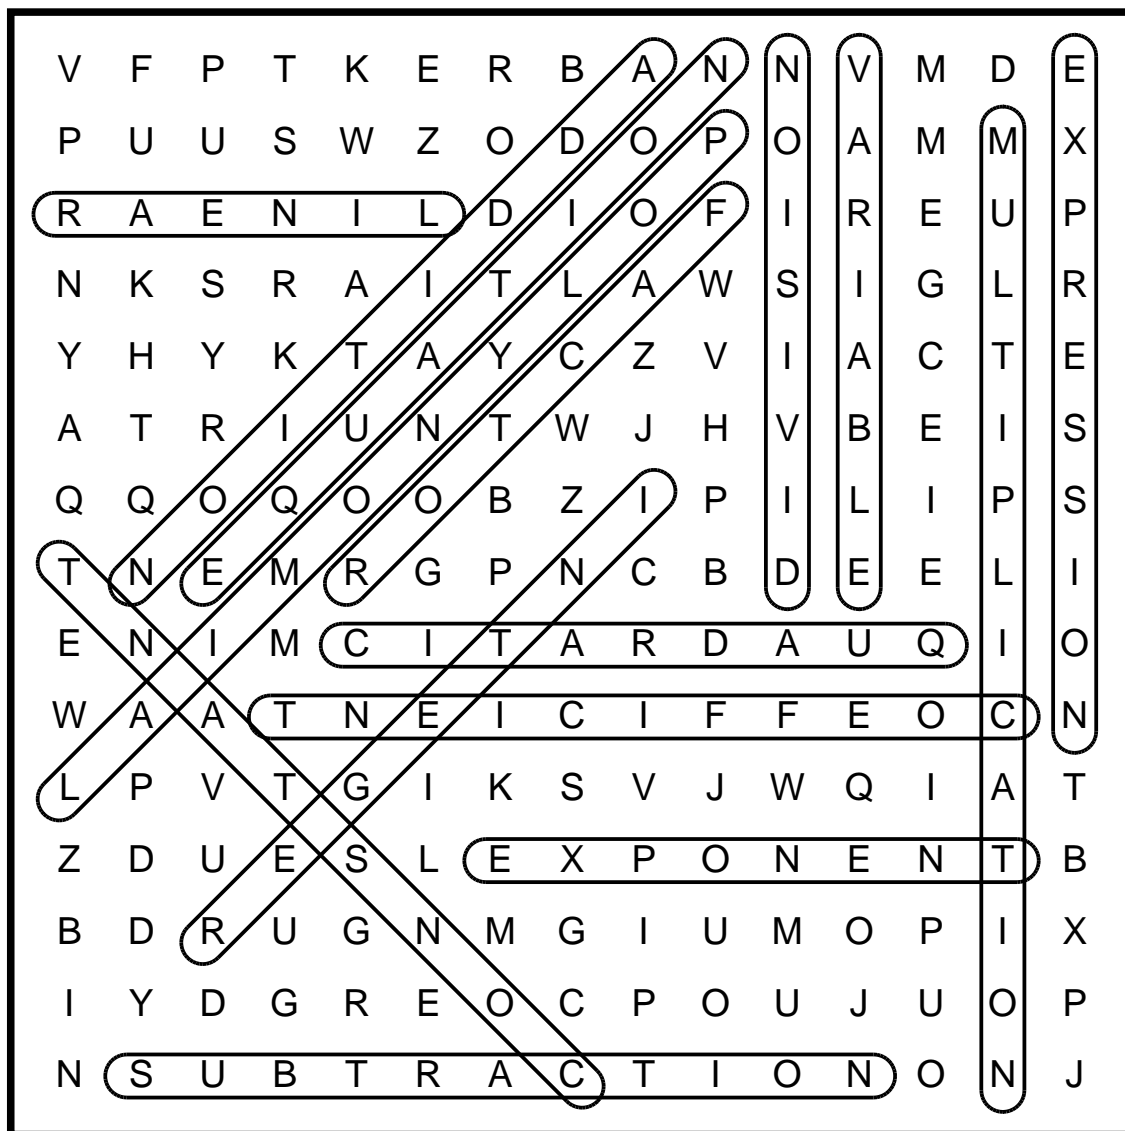 V F P T K E R B A N N V M D E
P U U S W Z O D O P O A M M X
R A E N I L D I O F I R E U P
N K S R A I T L A W S I G L R
Y H Y K T A Y C Z V I A C T E
A T R I U N T W J H V B E I S
Q Q O Q O O B Z I P I L I P S
T N E M R G P N C B D E E L I
E N I M C I T A R D A U Q I O
W A A T N E I C I F F E O C N
L P V T G I K S V J W Q I A T
Z D U E S L E X P O N E N T B
B D R U G N M G I U M O P I X
I Y D G R E O C P O U J U O P
N S U B T R A C T I O N O N J